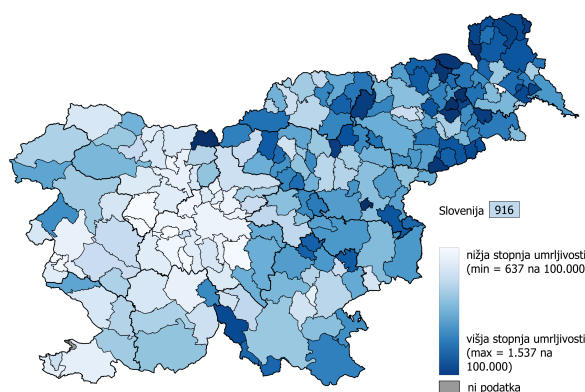 Slovenija 916
nižja stopnja umrljivosti
(min = 637 na 100.000)
višja stopnja umrljivosti
(max = 1.537 na
100.000)
ni podatka